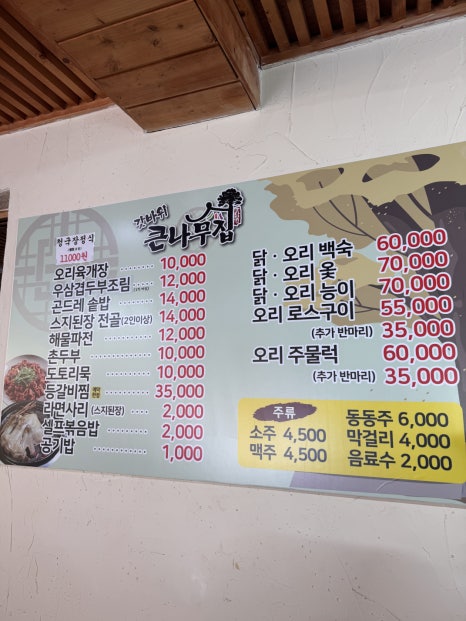 갓바위
큰나무집
청국장정식
11000원
오리육개장 ········ 10,000
우삼겹두부조림 ···· 12,000
곤드레 솥밥 ······· 14,000
스지된장 전골(2인이상) 14,000
해물파전 ·········· 12,000
촌두부 ············ 10,000
도토리묵 ·········· 10,000
등갈비찜 ······ 35,000
라면사리 (스지된장) ···· 2,000
셀프볶음밥 ········ 2,000
공기밥 ············ 1,000
닭 · 오리 백숙 60,000
닭 · 오리 옻 70,000
닭 · 오리 능이 70,000
오리 로스구이 55,000
(추가 반마리) 35,000
오리 주물럭 60,000
(추가 반마리) 35,000
주류
소주 4,500
맥주 4,500
동동주 6,000
막걸리 4,000
음료수 2,000